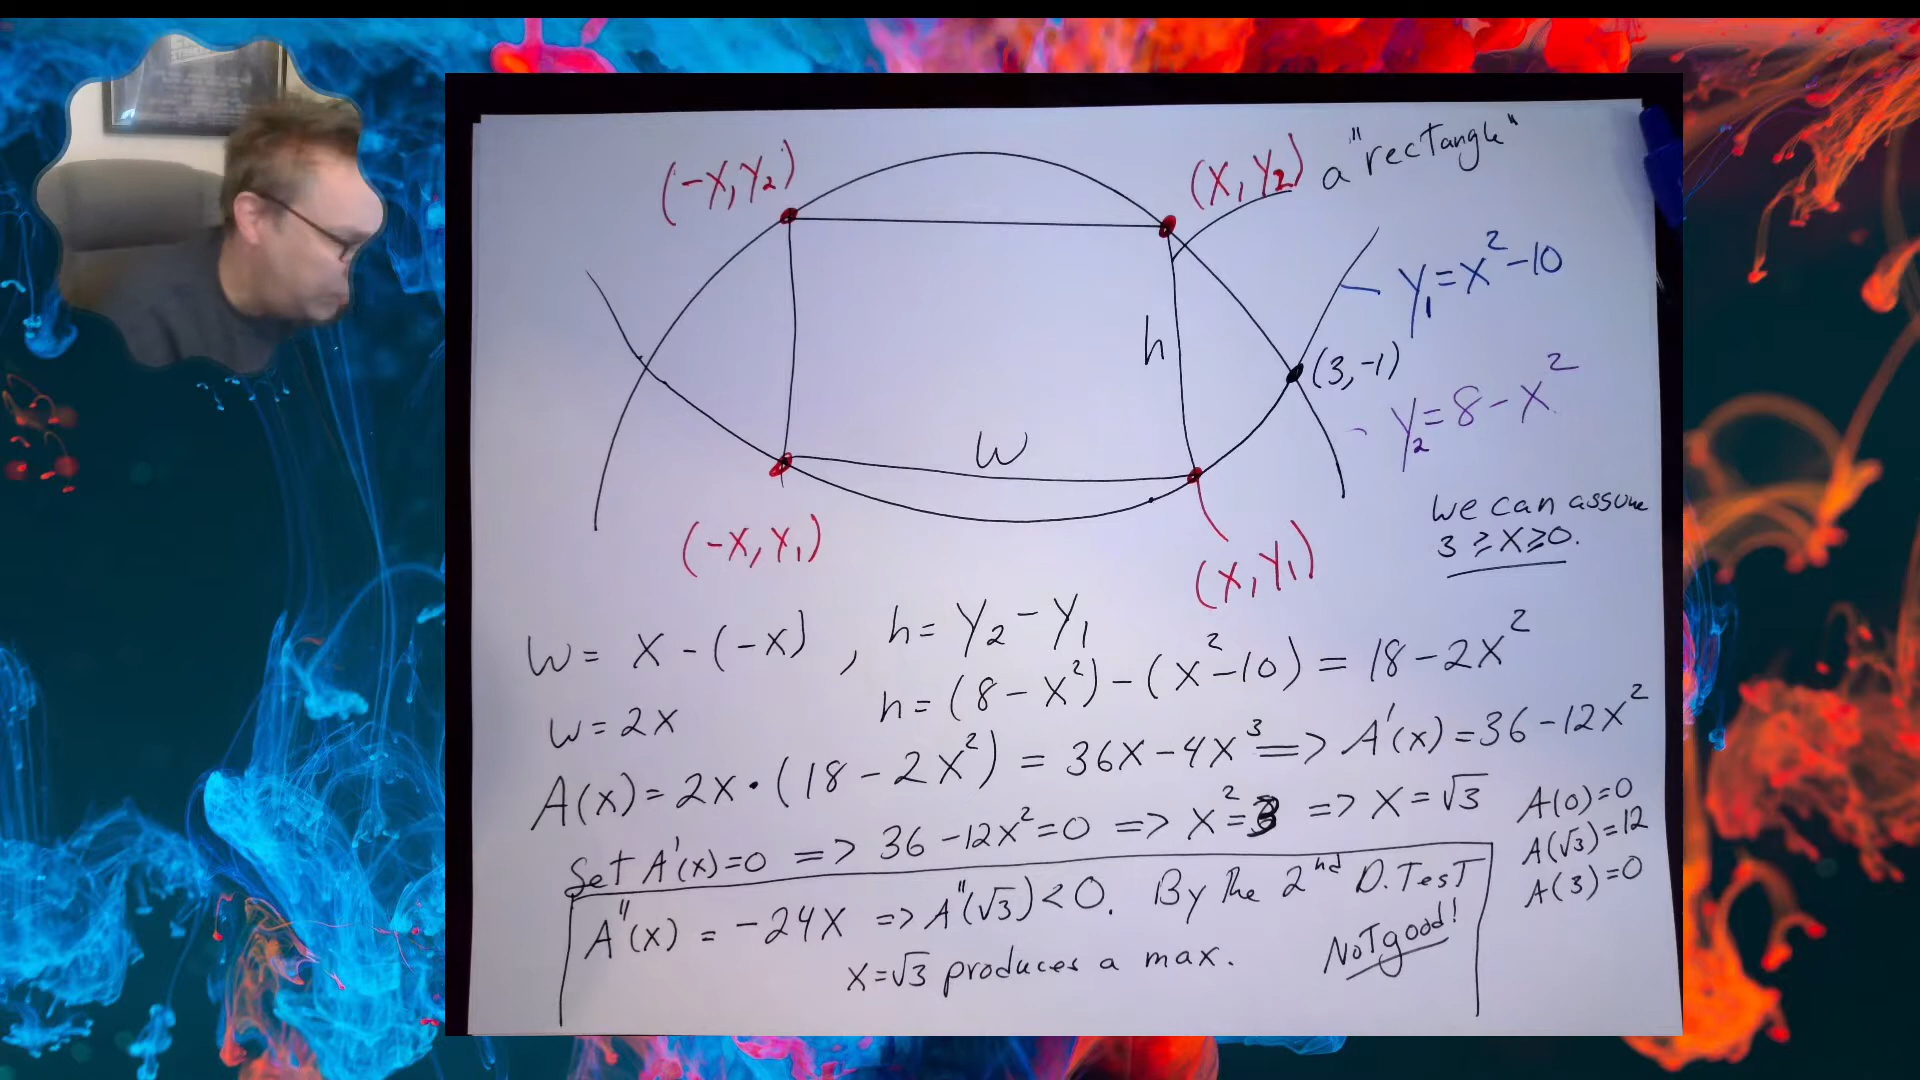 (-x, y₂)
(x, y₂)
a "rectangle"
y₁ = x² - 10
h
(3, -1)
y₂ = 8 - x²
w
we can assume
3 ≥ x ≥ 0.
(-x, y₁)
(x, y₁)
w = x - (-x) , h = y₂ - y₁
h = (8 - x²) - (x² - 10) = 18 - 2x²
w = 2x
A(x) = 2x · (18 - 2x²) = 36x - 4x³ => A'(x) = 36 - 12x²
Set A'(x) = 0 => 36 - 12x² = 0 => x² = 3 => x = √3
A(0) = 0
A(√3) = 12
A(3) = 0
A''(x) = -24x => A''(√3) < 0. By the 2nd D. Test
x = √3 produces a max.
Not good!